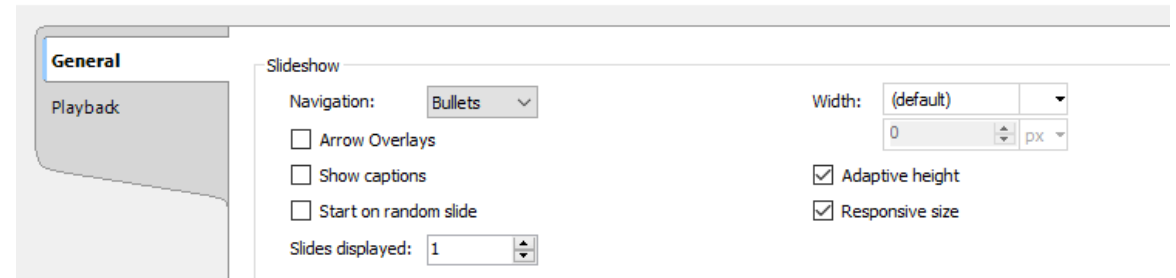 General
Playback
Slideshow
Navigation: Bullets
Width: (default)
0 px
Arrow Overlays
Show captions
Adaptive height
Start on random slide
Responsive size
Slides displayed: 1